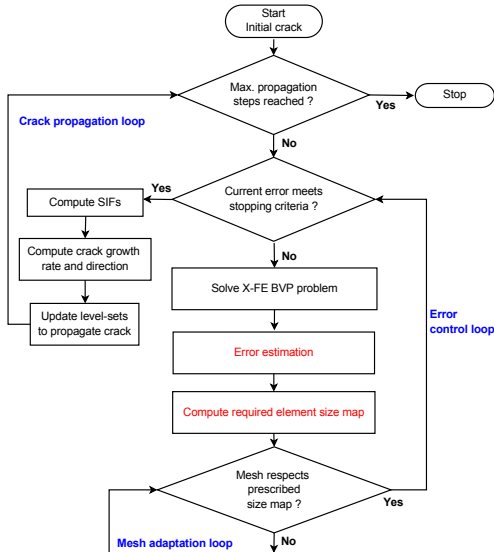 Start
Initial crack
Max. propagation
steps reached ?
Yes
Stop
Crack propagation loop
No
Yes
Current error meets
stopping criteria ?
Compute SIFs
Compute crack growth
rate and direction
No
Solve X-FE BVP problem
Update level-sets
to propagate crack
Error
control loop
Error estimation
Compute required element size map
Mesh respects
prescribed
size map ?
Yes
Mesh adaptation loop
No